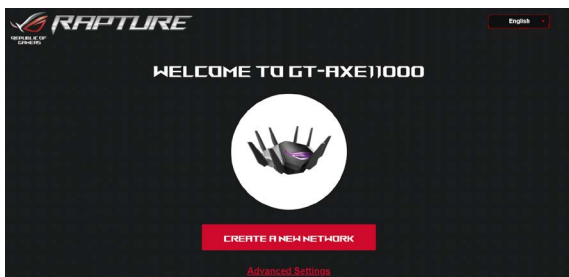 RAPTURE
REPUBLIC OF
GAMERS
English
WELCOME TO GT-AXE11000
CREATE A NEW NETWORK
Advanced Settings